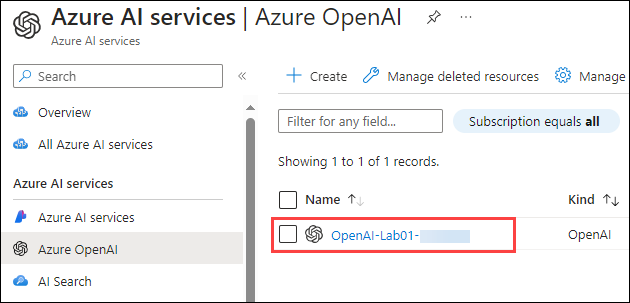 Azure AI services | Azure OpenAI
Azure AI services
Search
Overview
All Azure AI services
Azure AI services
Azure AI services
Azure OpenAI
AI Search
Create
Manage deleted resources
Manage
Filter for any field...
Subscription equals all
Showing 1 to 1 of 1 records.
Name
Kind
OpenAI-Lab01-
OpenAI